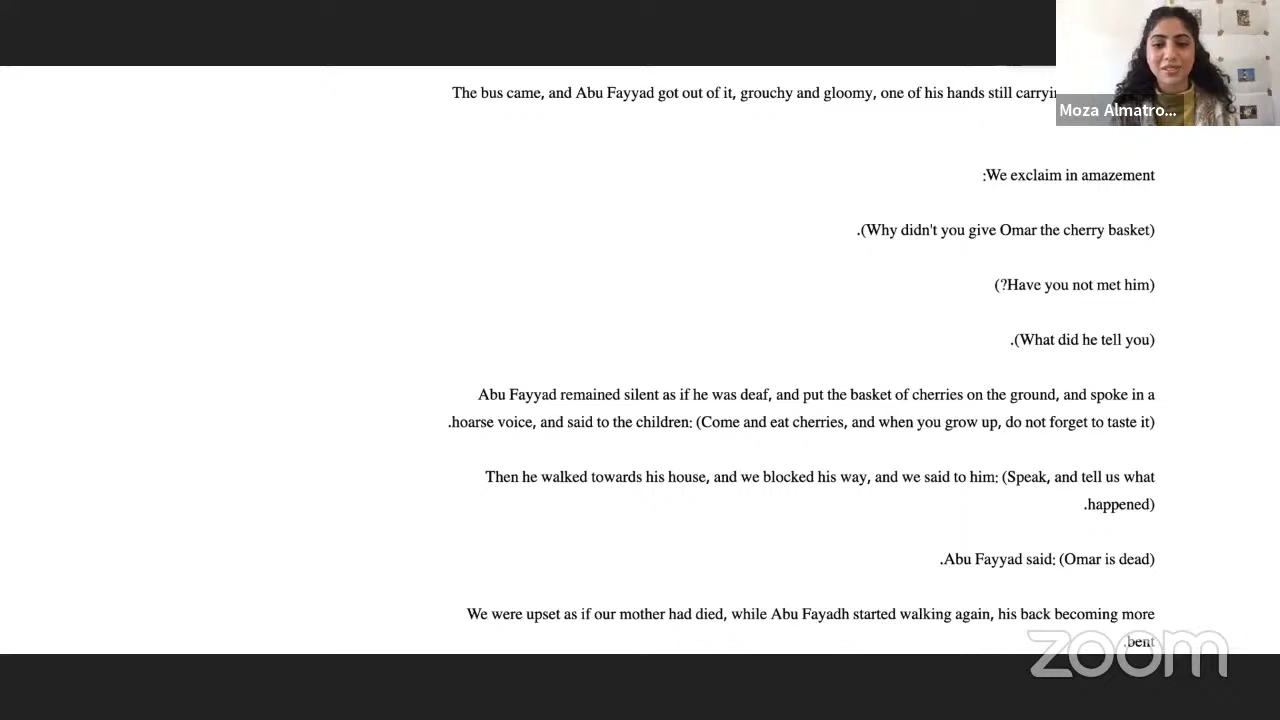 The bus came, and Abu Fayyad got out of it, grouchy and gloomy, one of his hands still carryin
Moza Almatro...
:We exclaim in amazement
.(Why didn't you give Omar the cherry basket)
(?Have you not met him)
.(What did he tell you)
Abu Fayyad remained silent as if he was deaf, and put the basket of cherries on the ground, and spoke in a
.hoarse voice, and said to the children: (Come and eat cherries, and when you grow up, do not forget to taste it)
Then he walked towards his house, and we blocked his way, and we said to him: (Speak, and tell us what
.happened)
.Abu Fayyad said: (Omar is dead)
We were upset as if our mother had died, while Abu Fayadh started walking again, his back becoming more
.bent
zoom